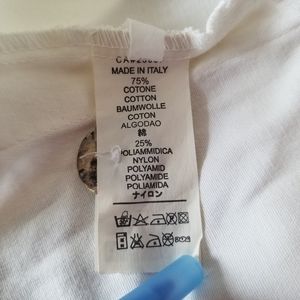 MADE IN ITALY
75%
COTONE
COTTON
BAUMWOLLE
COTON
ALGODAO
綿
25%
POLIAMMIDICA
NYLON
POLYAMID
POLYAMIDE
POLIAMIDA
ナイロン